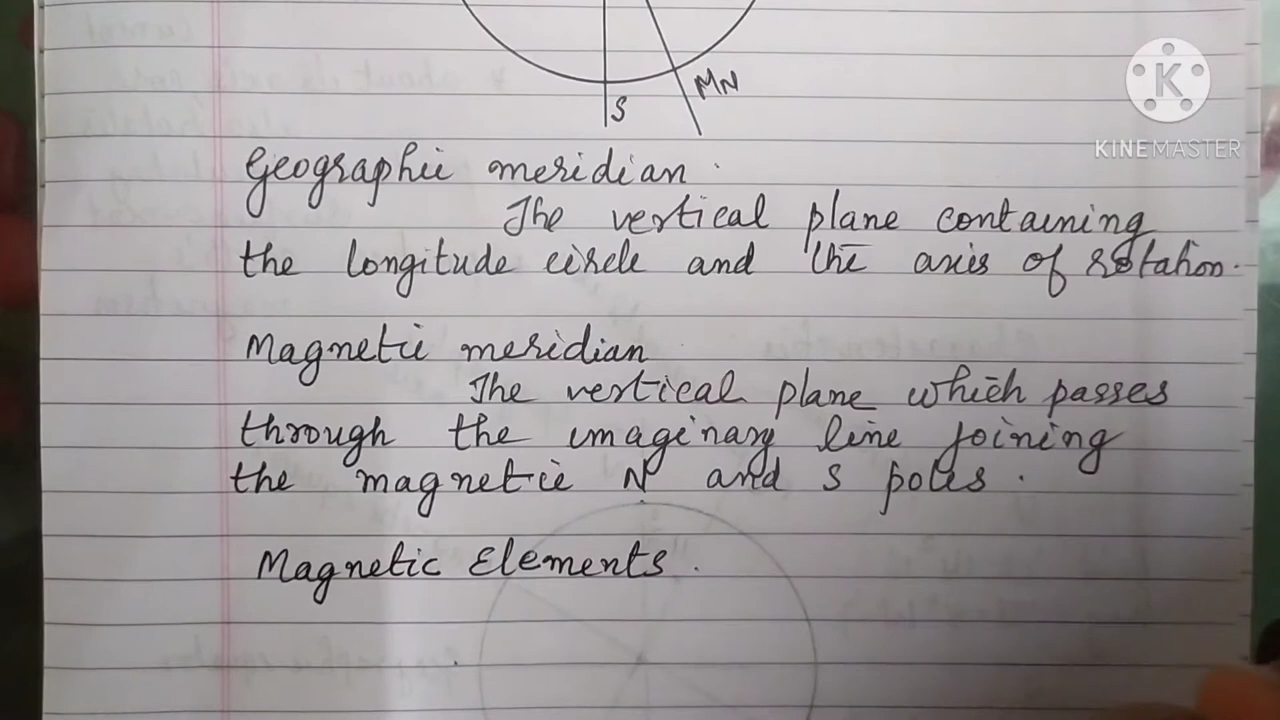 S
MN
K
KINEMASTER
Geographic meridian.
The vertical plane containing
the longitude circle and the axis of rotation.
Magnetic meridian
The vertical plane which passes
through the imaginary line joining
the magnetic N and S poles.
Magnetic Elements.